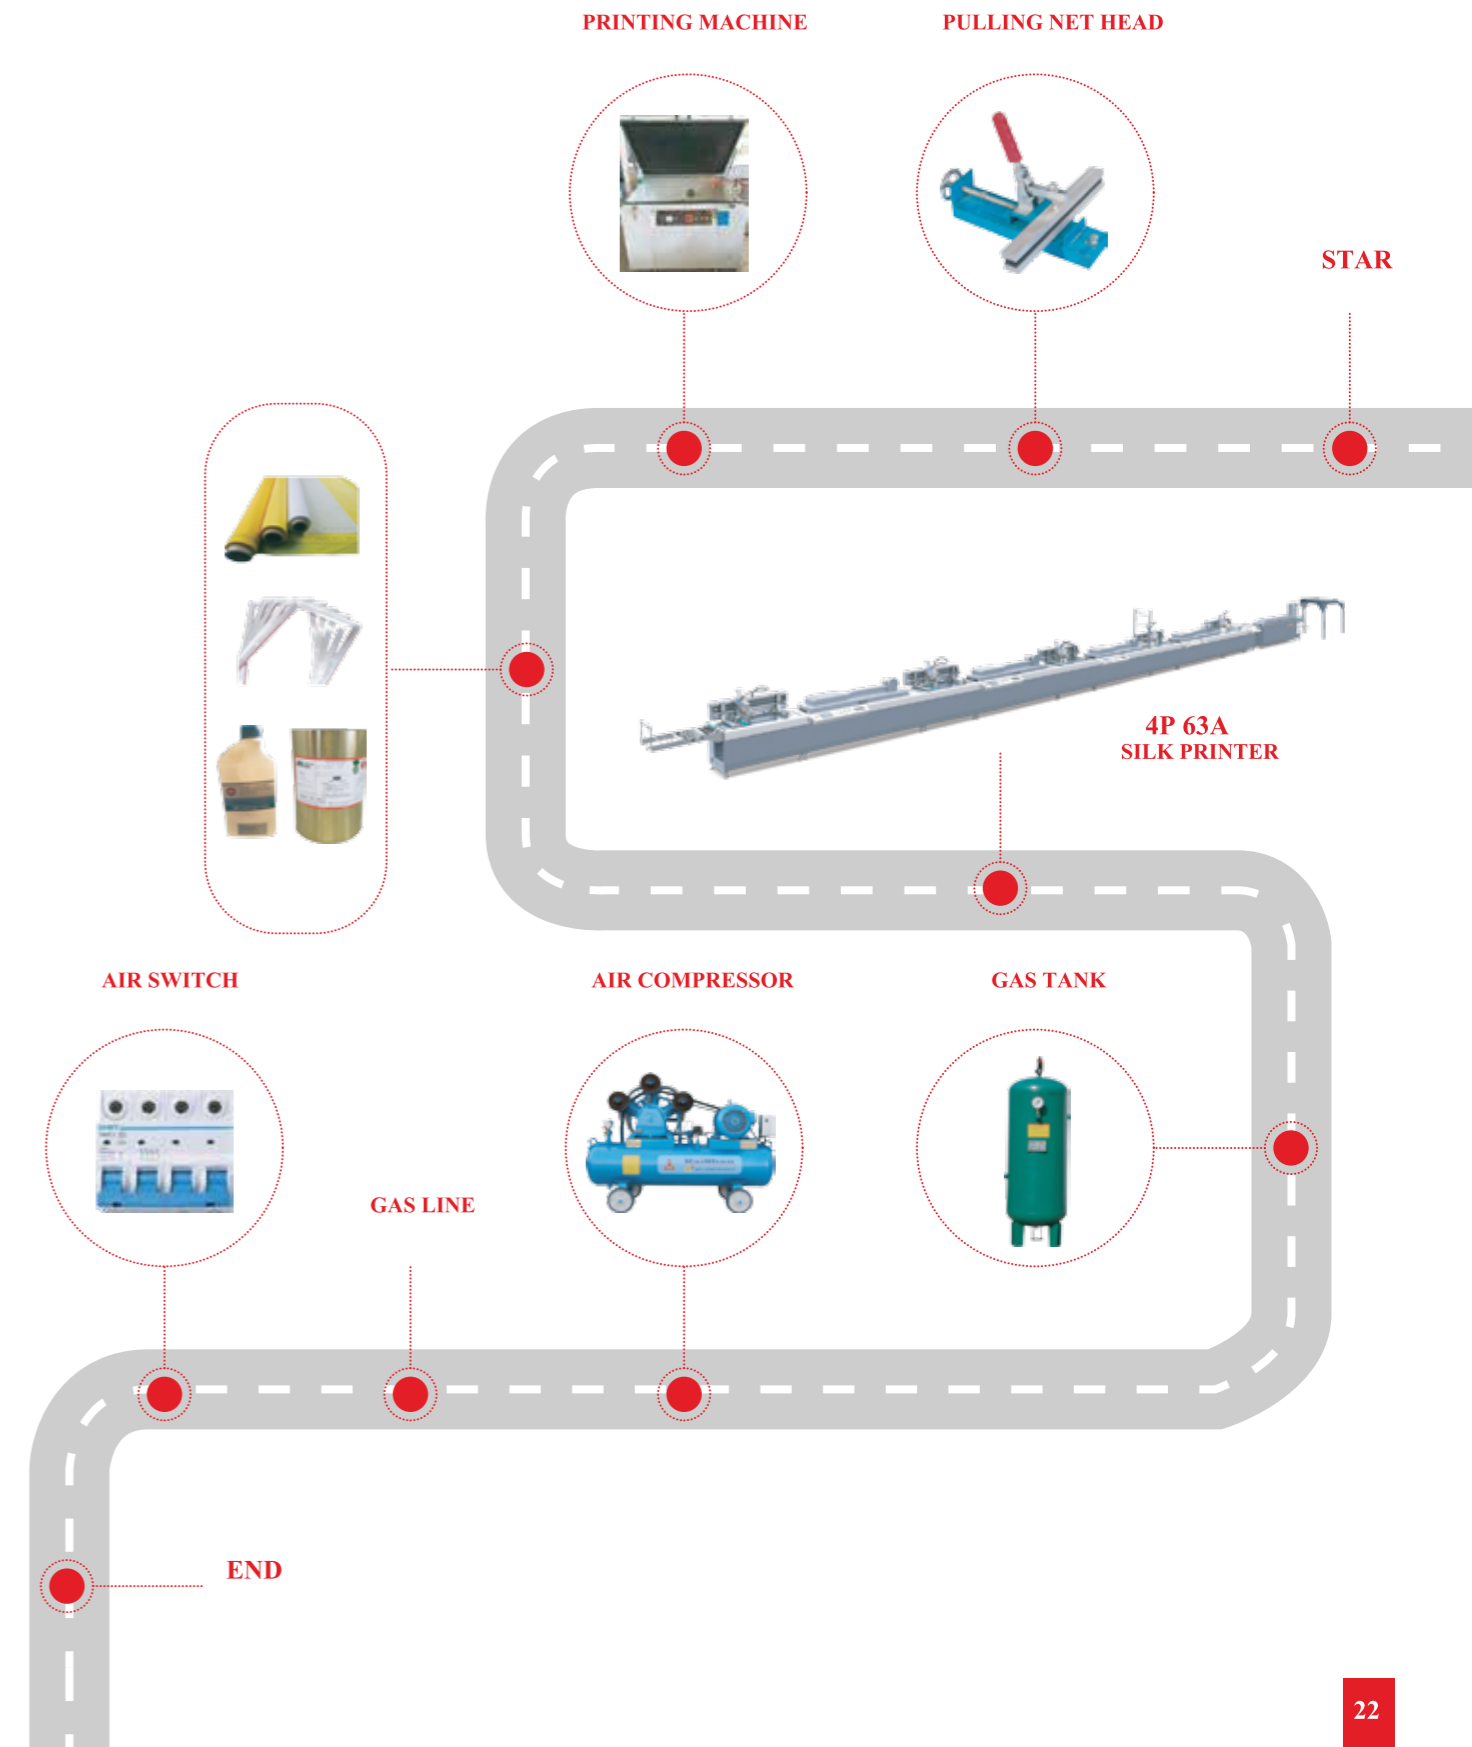 PRINTING MACHINE
PULLING NET HEAD
STAR
4P 63A
SILK PRINTER
AIR SWITCH
AIR COMPRESSOR
GAS TANK
GAS LINE
END
22